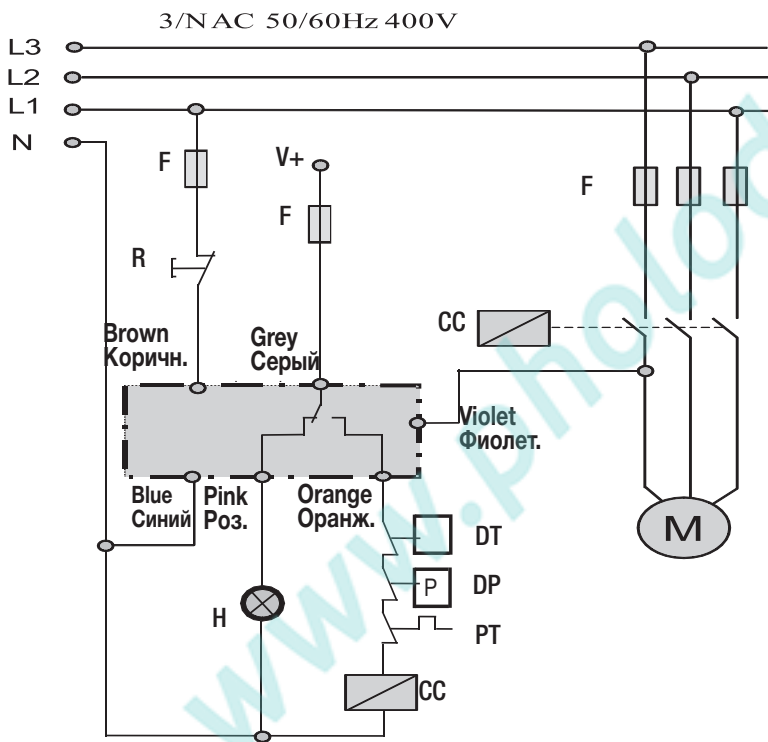 3/N AC 50/60Hz 400V
L3
L2
L1
N
F
V+
F
F
R
CC
Brown
Коричн.
Grey
Серый
Violet
Фиолет.
Blue
Синий
Pink
Роз.
Orange
Оранж.
DT
M
P
DP
H
PT
CC
www.pholod